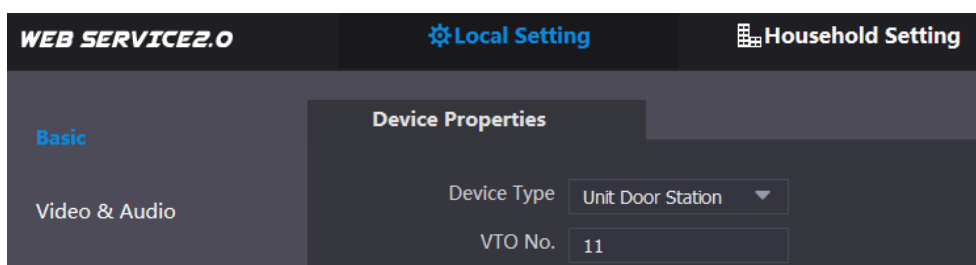 WEB SERVICE2.0
Local Setting
Household Setting
Basic
Device Properties
Video & Audio
Device Type Unit Door Station
VTO No. 11